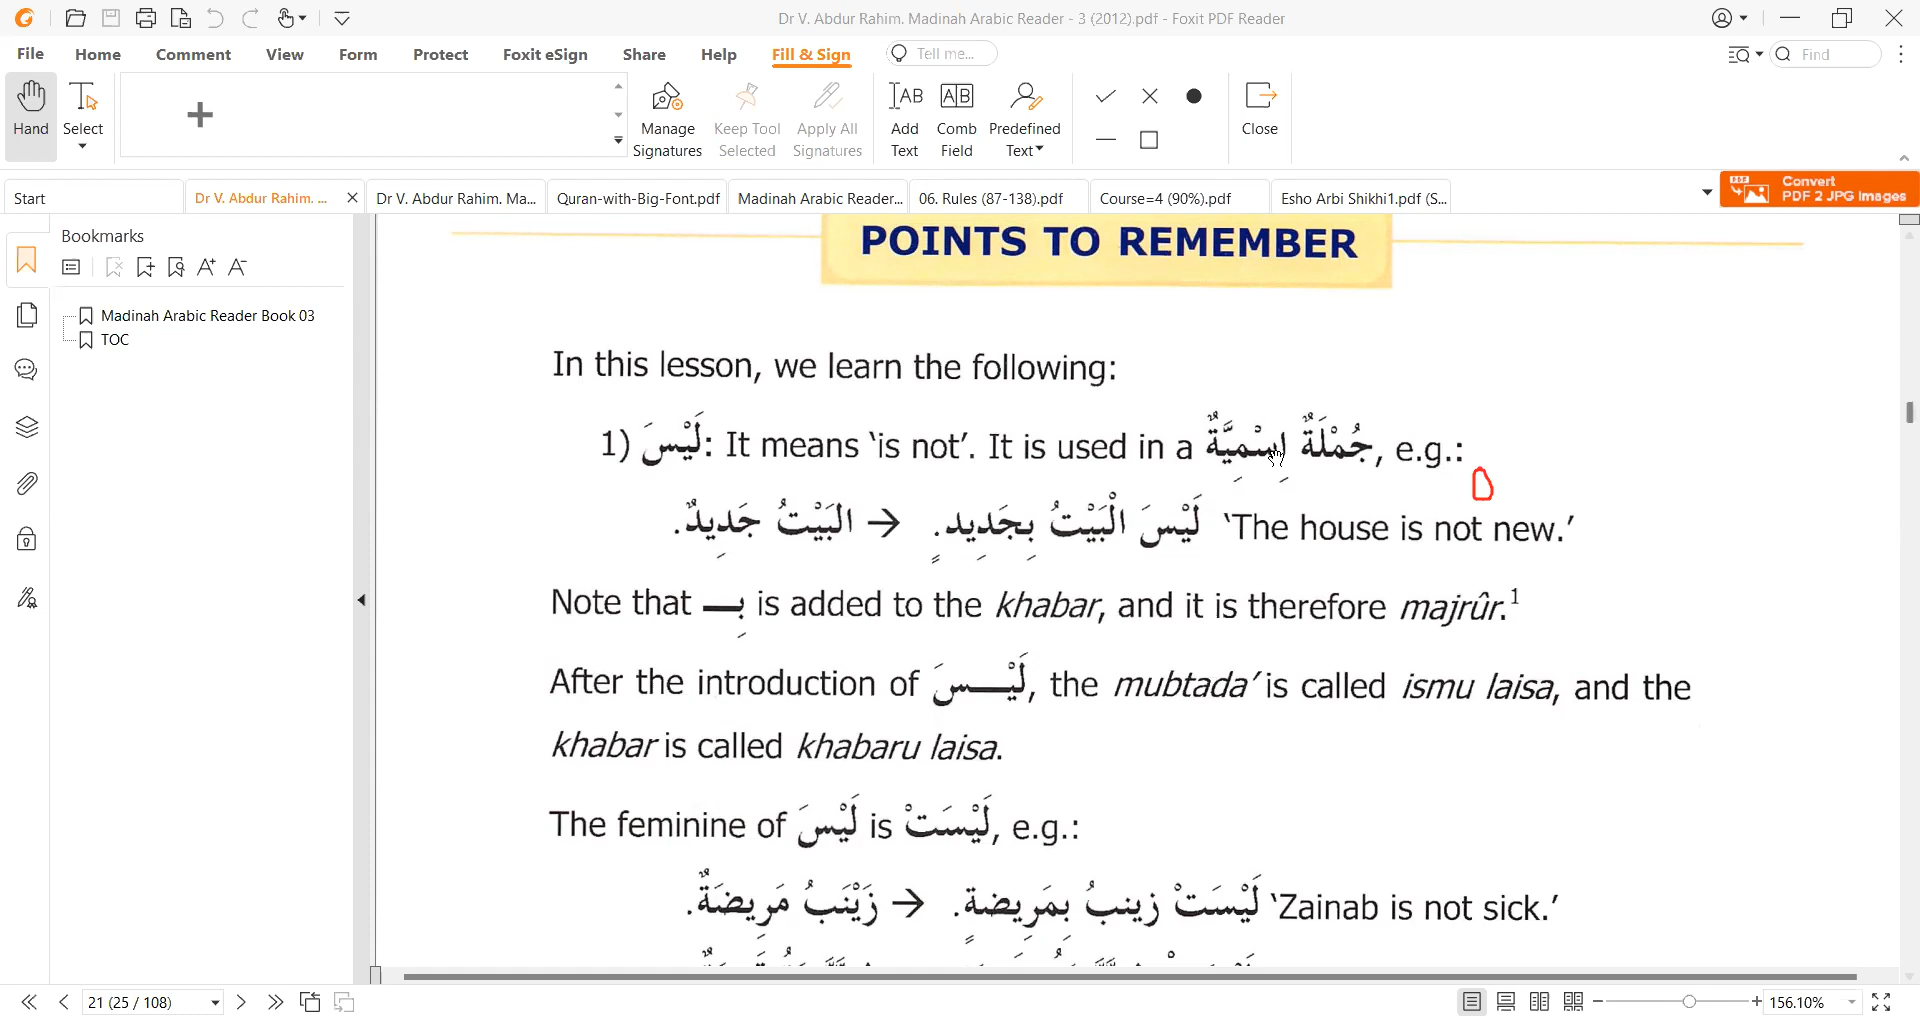 Dr V. Abdur Rahim. Madinah Arabic Reader - 3 (2012).pdf - Foxit PDF Reader
File Home Comment View Form Protect Foxit eSign Share Help Fill & Sign Tell me... Find
Hand Select Manage Signatures Keep Tool Selected Apply All Signatures Add Text Comb Field Predefined Text Close
Start Dr V. Abdur Rahim. ... Dr V. Abdur Rahim. Ma... Quran-with-Big-Font.pdf Madinah Arabic Reader... 06. Rules (87-138).pdf Course=4 (90%).pdf Esho Arbi Shikhi1.pdf (S... Convert PDF 2 JPG Images
Bookmarks
Madinah Arabic Reader Book 03
TOC
POINTS TO REMEMBER
In this lesson, we learn the following:
1) لَيْسَ: It means ‘is not’. It is used in a جُمْلَةٌ اِسْمِيَّةٌ, e.g.:
البَيْتُ جَدِيدٌ. → لَيْسَ الْبَيْتُ بِجَدِيدٍ. ‘The house is not new.’
Note that بِـ is added to the khabar, and it is therefore majrûr.1
After the introduction of لَيْـسَ, the mubtada’ is called ismu laisa, and the
khabar is called khabaru laisa.
The feminine of لَيْسَ is لَيْسَتْ, e.g.:
زَيْنَبُ مَرِيضَةٌ. → لَيْسَتْ زينبُ بِمَرِيضةٍ. ‘Zainab is not sick.’
21 (25 / 108) 156.10%